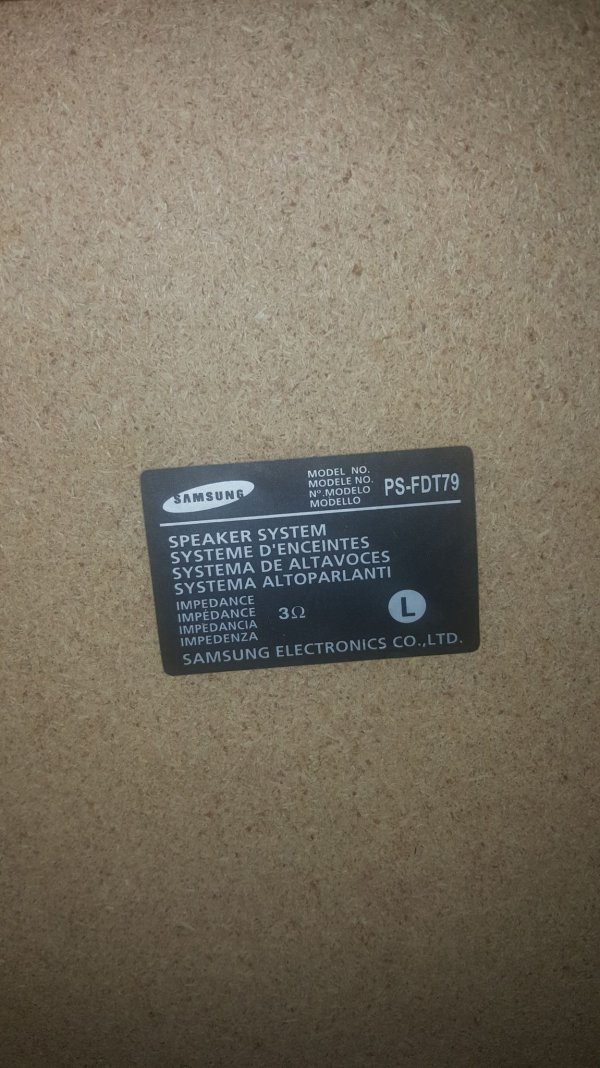 SAMSUNG
MODEL NO.
MODELE NO.
Nº.MODELO
MODELLO
PS-FDT79
SPEAKER SYSTEM
SYSTEME D'ENCEINTES
SYSTEMA DE ALTAVOCES
SYSTEMA ALTOPARLANTI
IMPEDANCE
IMPÉDANCE
IMPEDANCIA
IMPEDENZA
3Ω
L
SAMSUNG ELECTRONICS CO.,LTD.